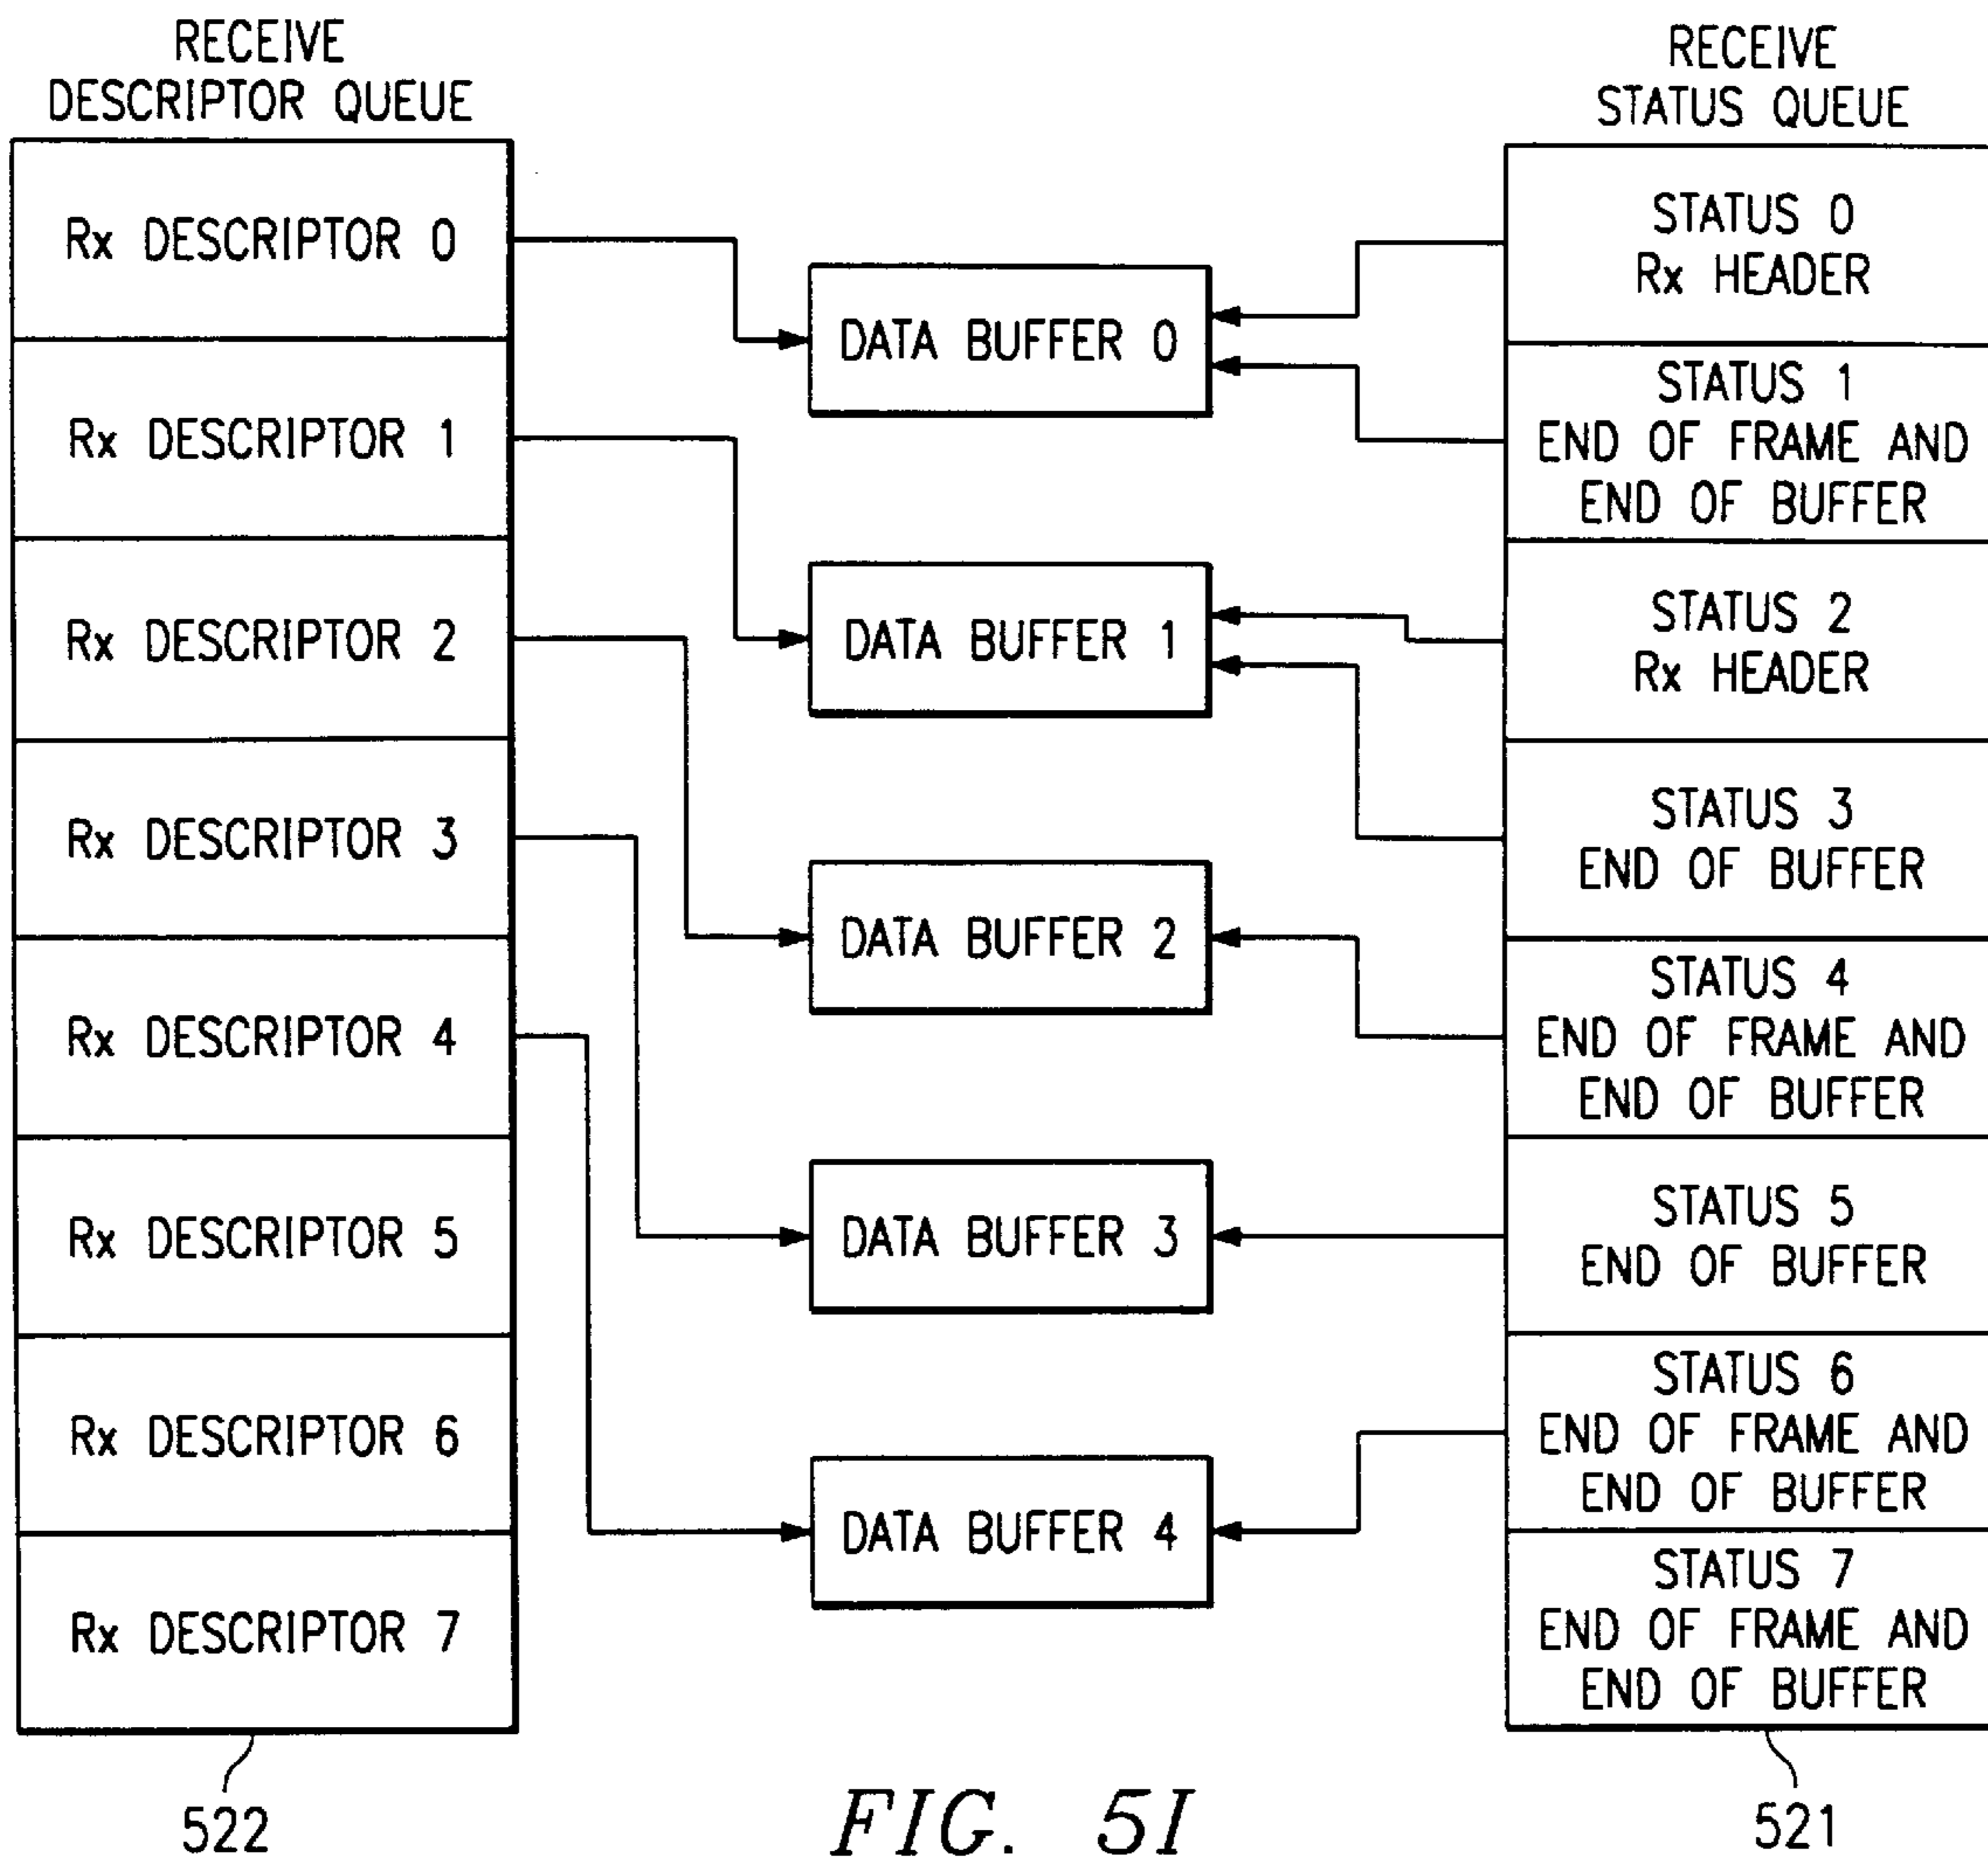 RECEIVE
DESCRIPTOR QUEUE
Rx DESCRIPTOR 0
Rx DESCRIPTOR 1
Rx DESCRIPTOR 2
Rx DESCRIPTOR 3
Rx DESCRIPTOR 4
Rx DESCRIPTOR 5
Rx DESCRIPTOR 6
Rx DESCRIPTOR 7
522
DATA BUFFER 0
DATA BUFFER 1
DATA BUFFER 2
DATA BUFFER 3
DATA BUFFER 4
RECEIVE
STATUS QUEUE
STATUS 0
Rx HEADER
STATUS 1
END OF FRAME AND
END OF BUFFER
STATUS 2
Rx HEADER
STATUS 3
END OF BUFFER
STATUS 4
END OF FRAME AND
END OF BUFFER
STATUS 5
END OF BUFFER
STATUS 6
END OF FRAME AND
END OF BUFFER
STATUS 7
END OF FRAME AND
END OF BUFFER
521
FIG. 5I